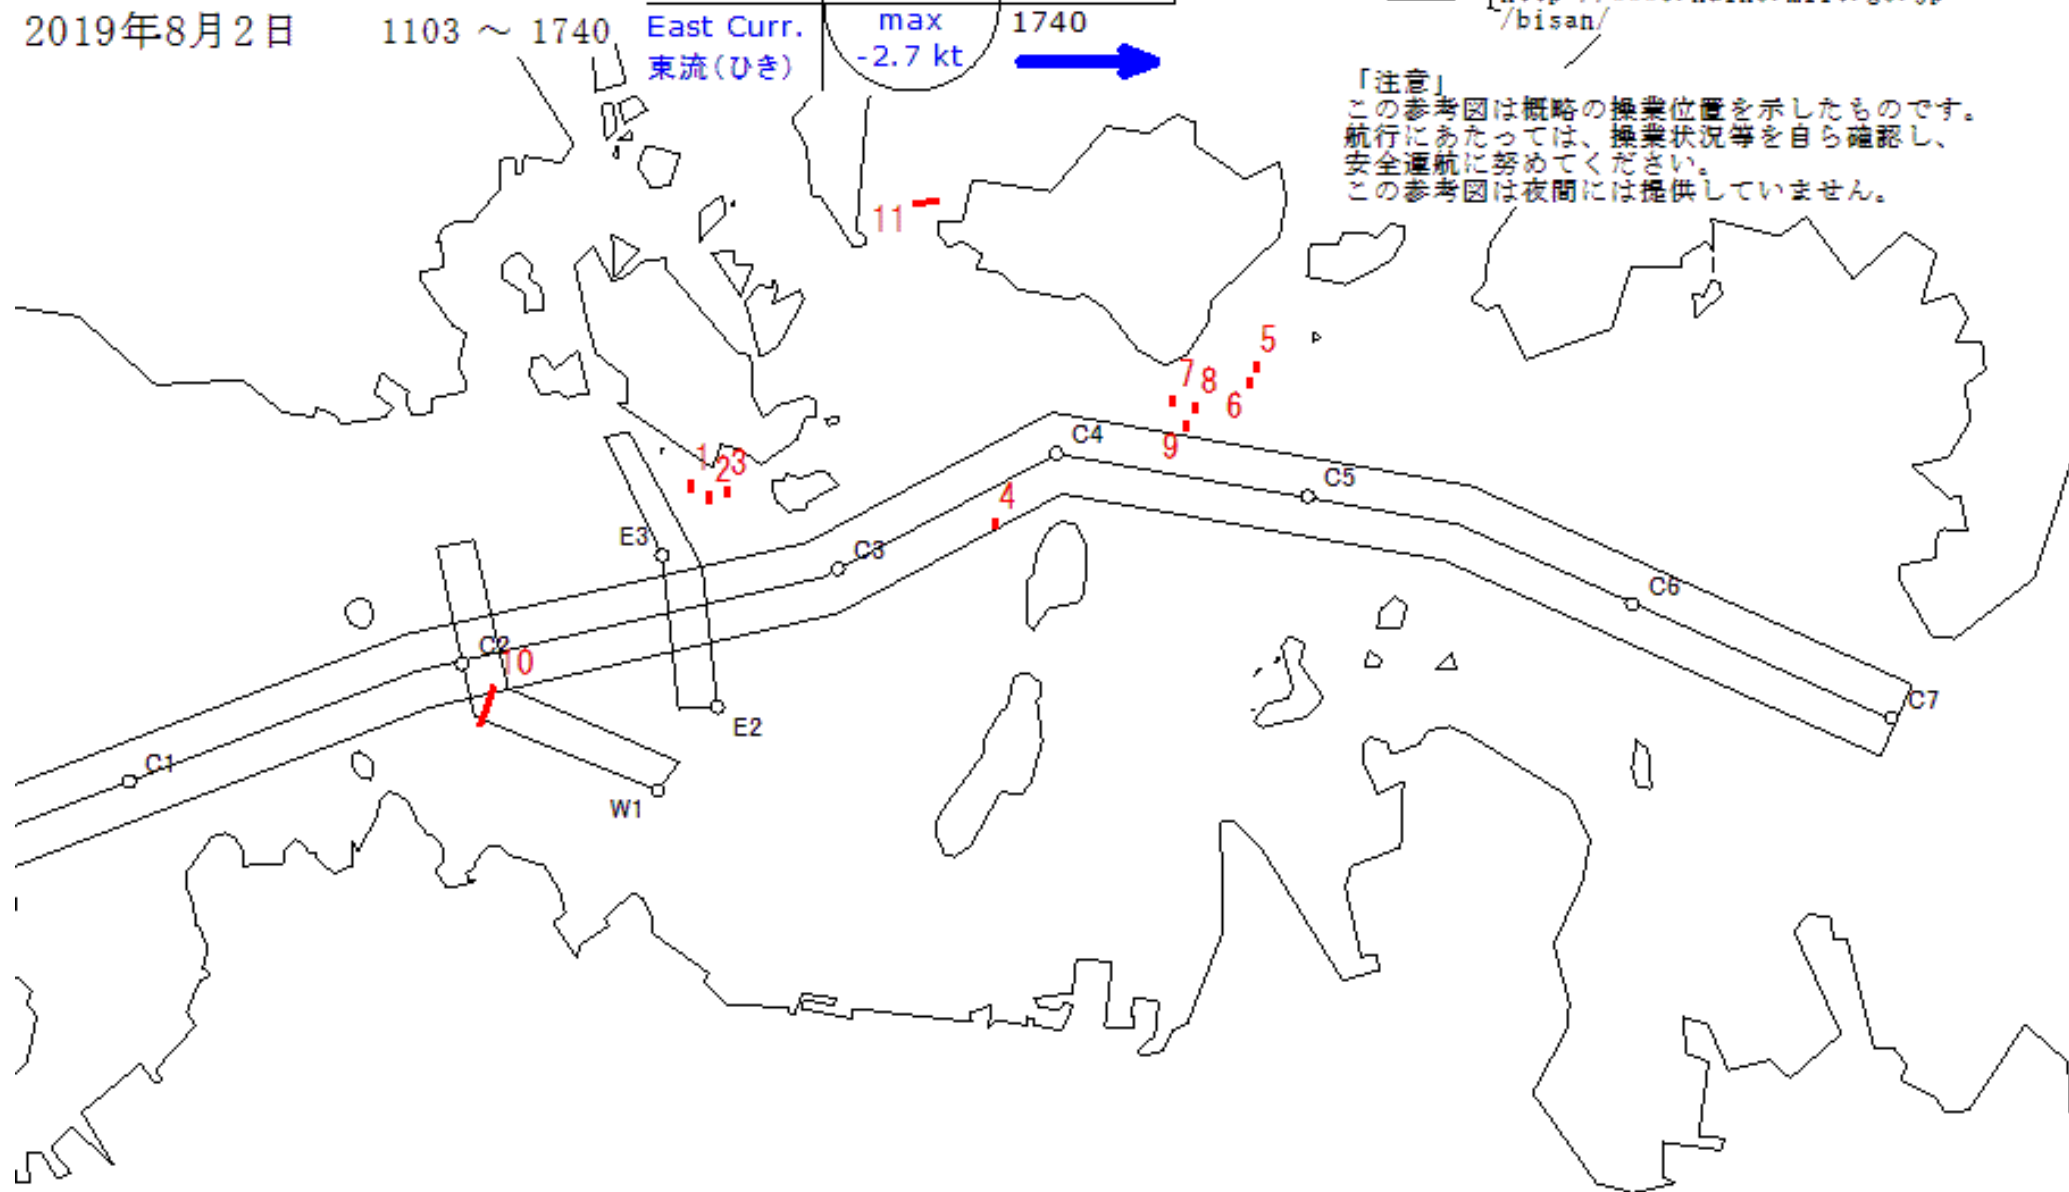 2019年8月2日 1103 ～ 1740
East Curr.
東流(ひき)
max
-2.7 kt
1740
/bisan/
「注意」
この参考図は概略の操業位置を示したものです。
航行にあたっては、操業状況等を自ら確認し、
安全運航に努めてください。
この参考図は夜間には提供していません。
11
5
7
8
6
9
C4
1
2
3
C5
4
E3
C3
C6
C2
10
C7
E2
C1
W1